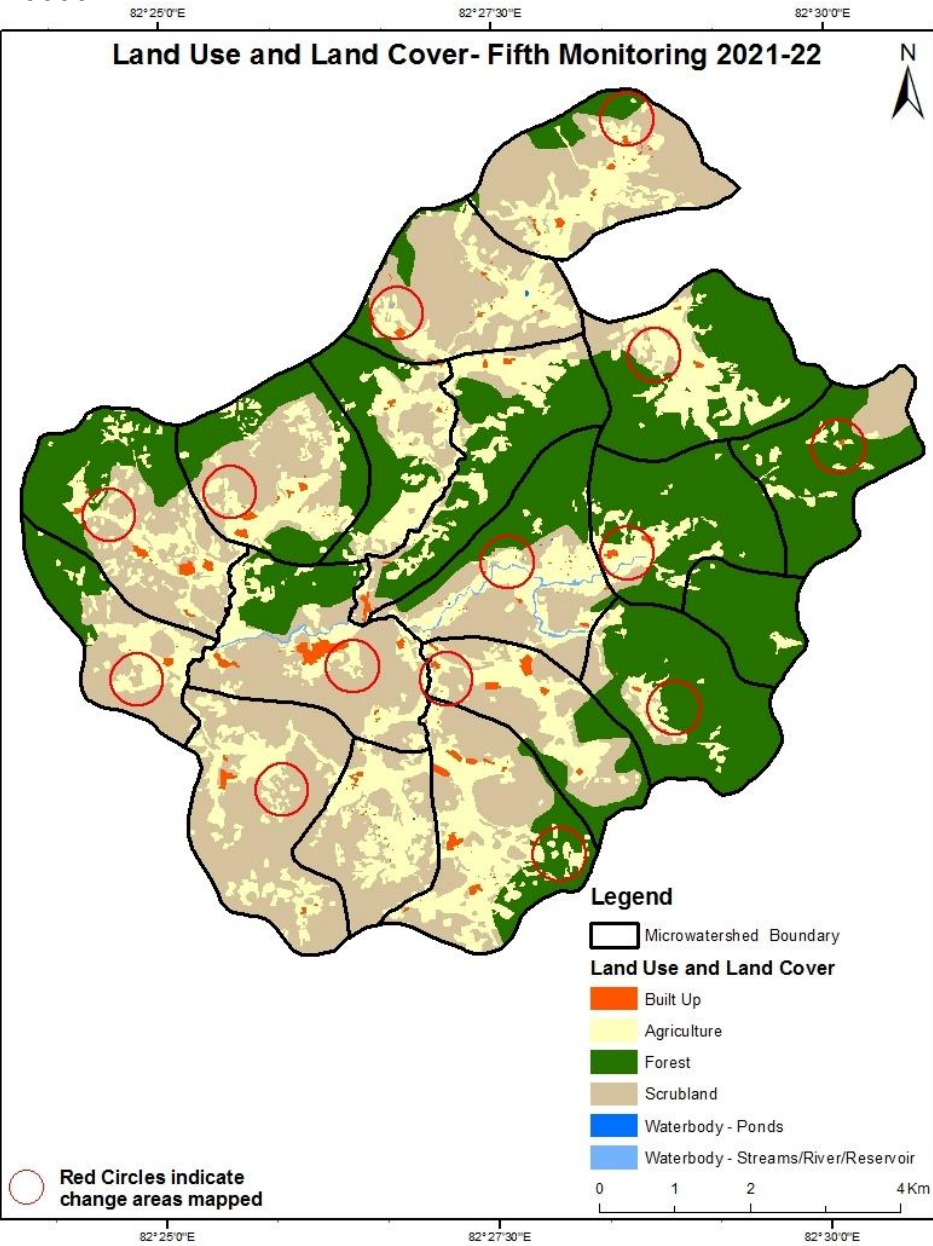 82°25'0"E 82°27'30"E 82°30'0"E
Land Use and Land Cover- Fifth Monitoring 2021-22
N
Legend
Microwatershed Boundary
Land Use and Land Cover
Built Up
Agriculture
Forest
Scrubland
Waterbody - Ponds
Waterbody - Streams/River/Reservoir
Red Circles indicate
change areas mapped
0 1 2 4 Km
82°25'0"E 82°27'30"E 82°30'0"E